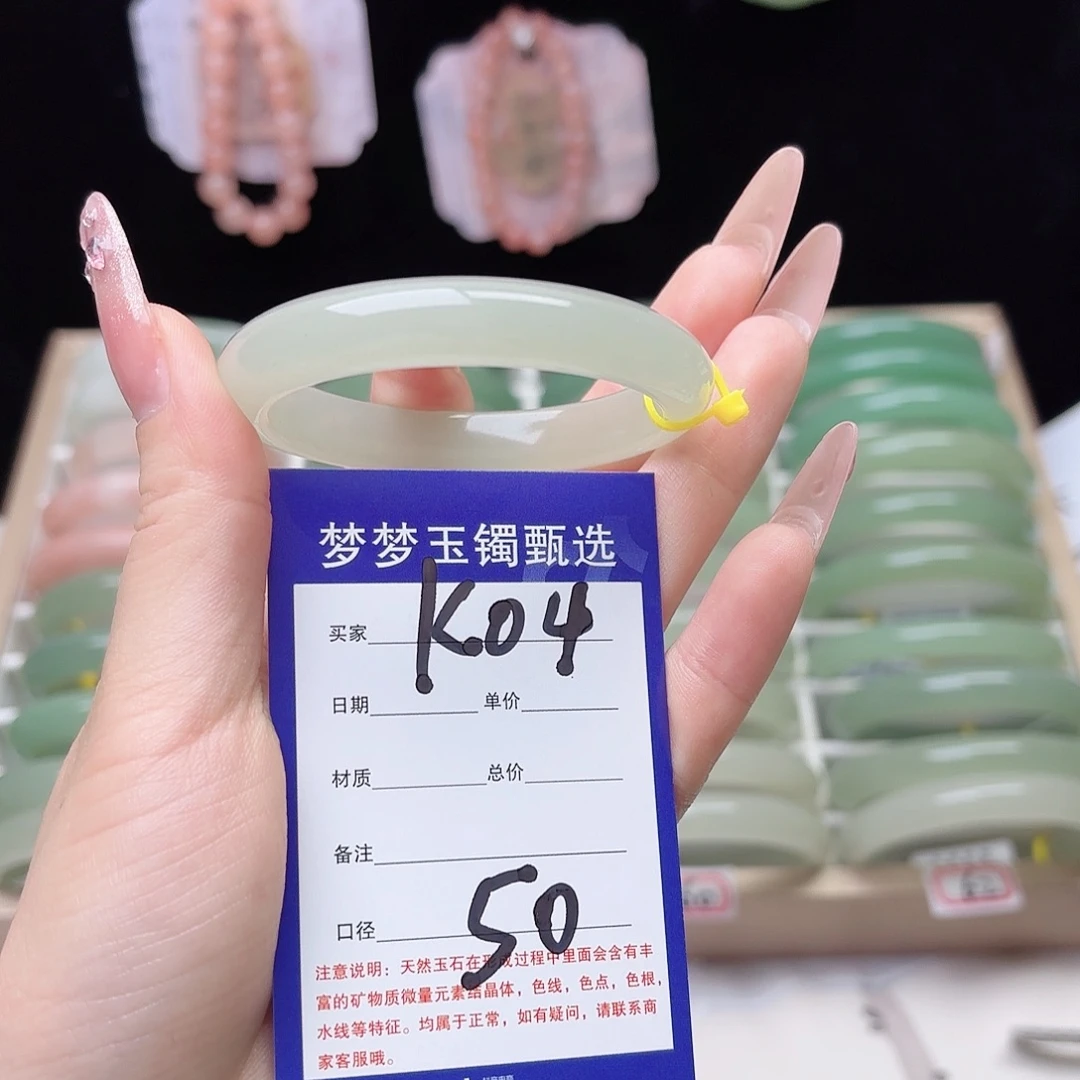 梦梦玉镯甄选
买家 K04
日期 单价
材质 总价
备注
口径 50
注意说明：天然玉石在形成过程中里面会含有丰
富的矿物质微量元素结晶体，色线，色点，色根，
水线等特征。均属于正常，如有疑问，请联系商
家客服哦。